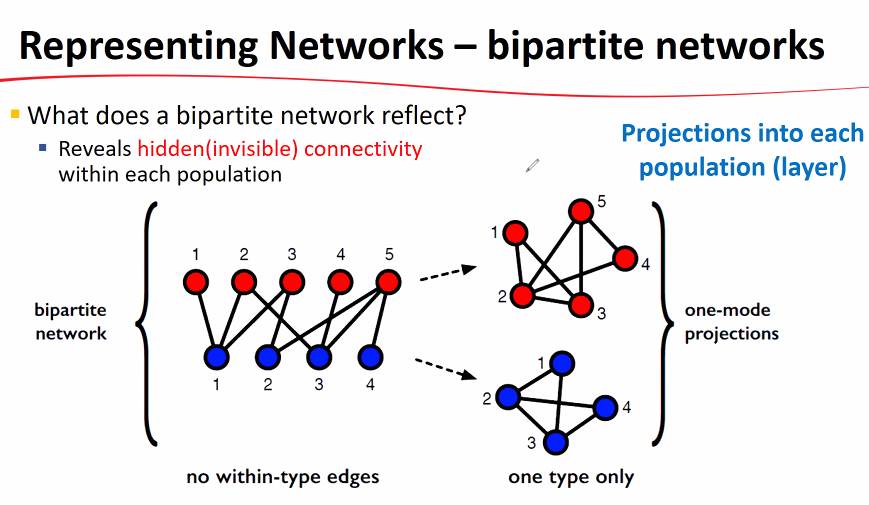 Representing Networks – bipartite networks
What does a bipartite network reflect?
Reveals hidden(invisible) connectivity
within each population
Projections into each
population (layer)
bipartite
network
1 2 3 4 5
1 2 3 4
1
5
4
2
3
1
2
4
3
one-mode
projections
no within-type edges
one type only